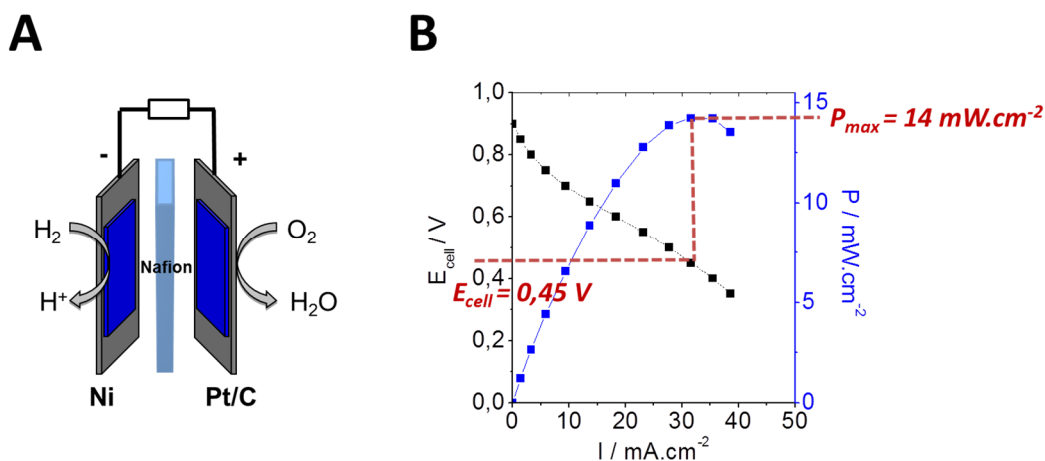 A
B
- +
H2
H+
Nafion
O2
H2O
Ni
Pt/C
1,0
0,8
0,6
0,4
0,2
0,0
Ecell / V
0 10 20 30 40 50
I / mA.cm-2
15
10
5
0
P / mW.cm-2
Pmax = 14 mW.cm-2
Ecell = 0,45 V